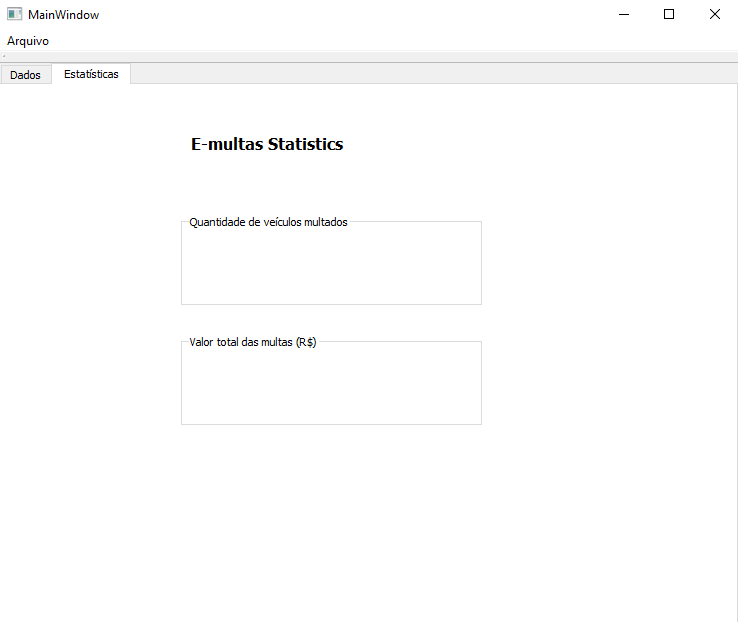 MainWindow
Arquivo
Dados
Estatísticas
E-multas Statistics
Quantidade de veículos multados
Valor total das multas (R$)